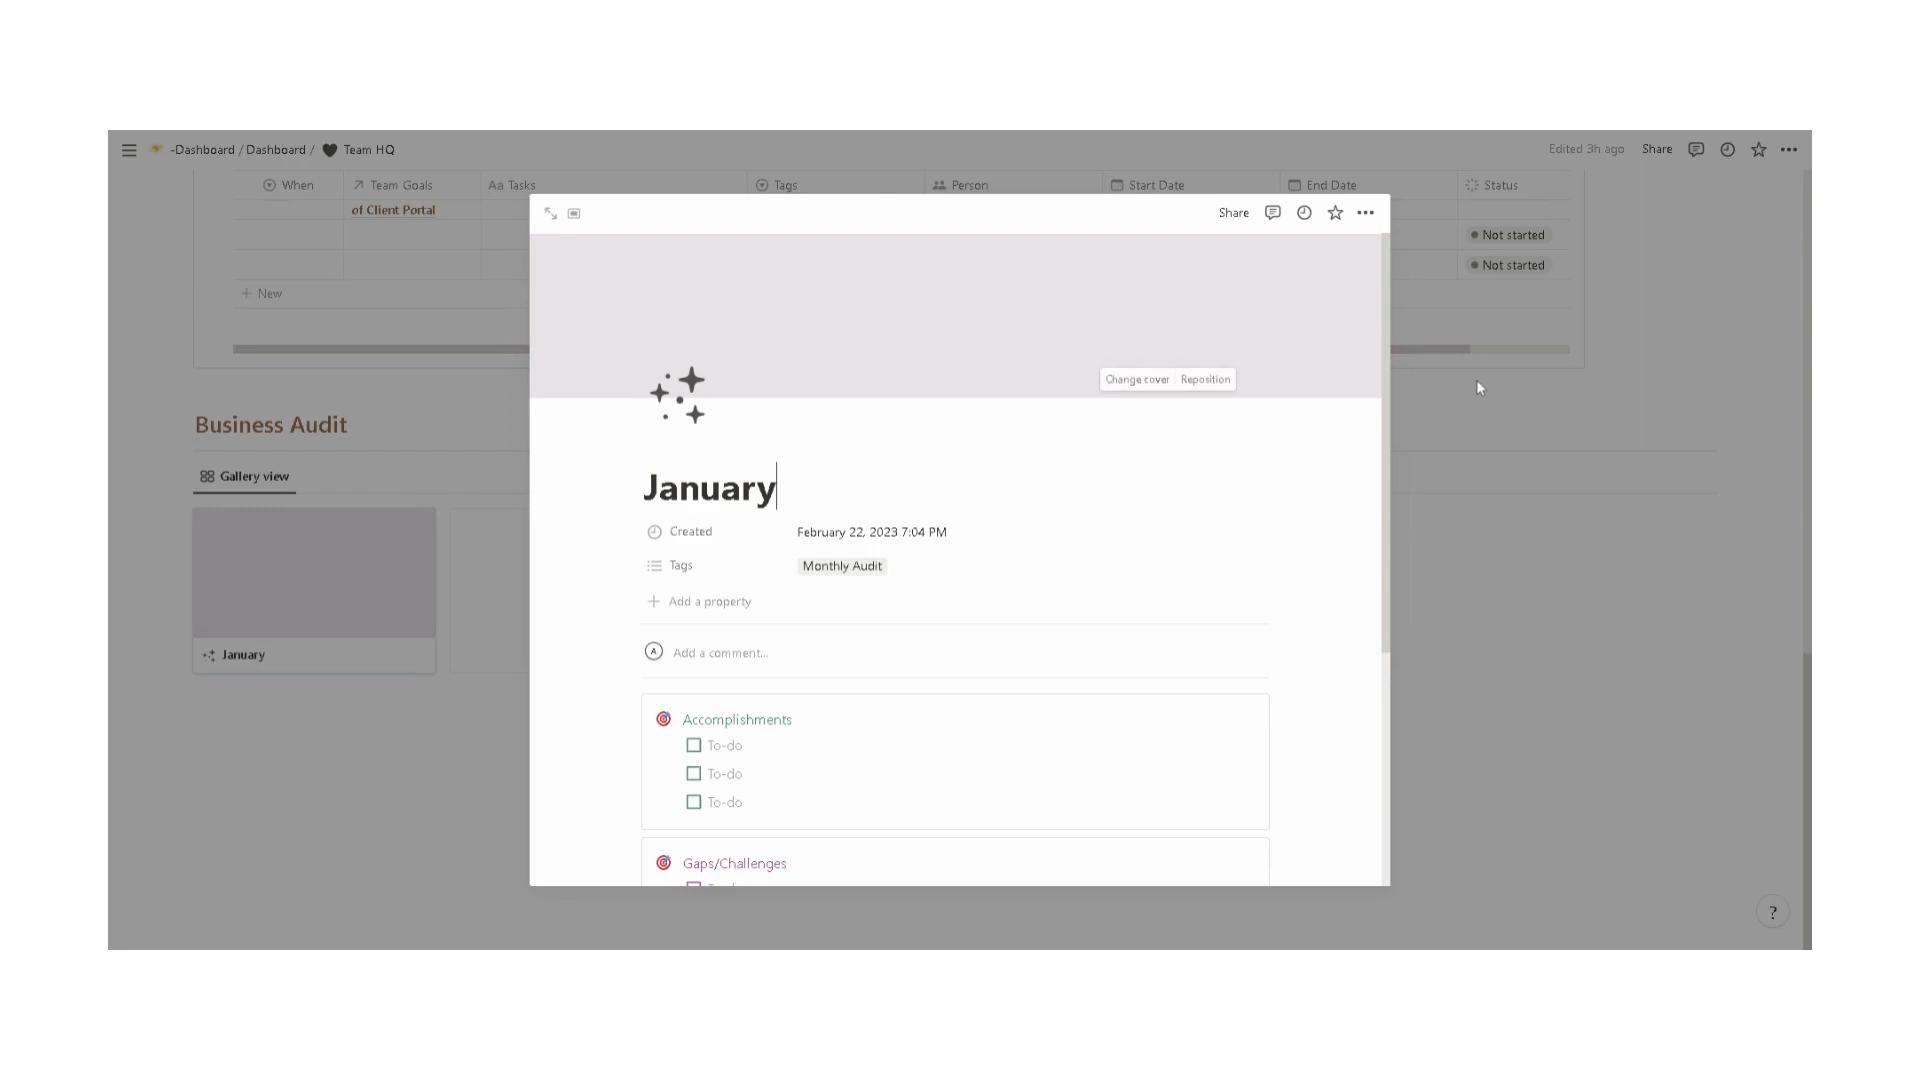 -Dashboard / Dashboard / Team HQ
Edited 3h ago Share
When Team Goals Aa Tasks Tags Person Start Date End Date Status
of Client Portal
Not started
Not started
+ New
Business Audit
Gallery view
January
Share
Change cover Reposition
January
Created February 22, 2023 7:04 PM
Tags Monthly Audit
+ Add a property
A Add a comment...
Accomplishments
To-do
To-do
To-do
Gaps/Challenges
?